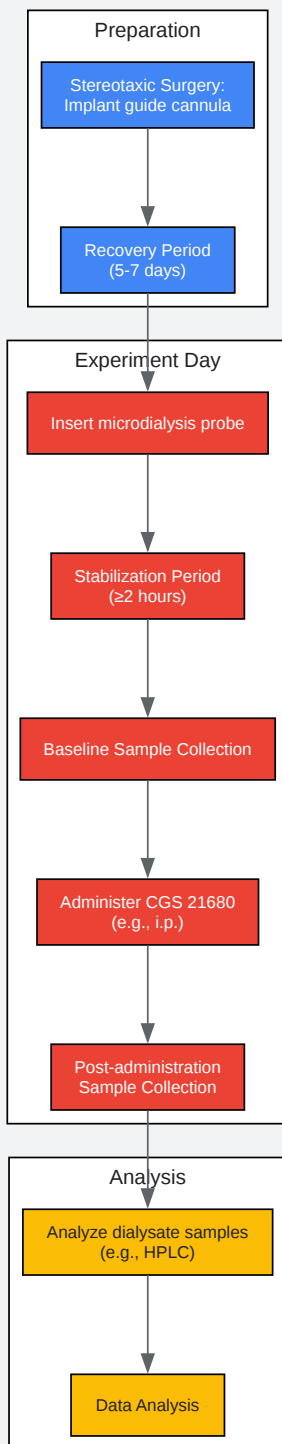 Preparation
Stereotaxic Surgery:
Implant guide cannula
Recovery Period
(5-7 days)
Experiment Day
Insert microdialysis probe
Stabilization Period
(≥2 hours)
Baseline Sample Collection
Administer CGS 21680
(e.g., i.p.)
Post-administration
Sample Collection
Analysis
Analyze dialysate samples
(e.g., HPLC)
Data Analysis